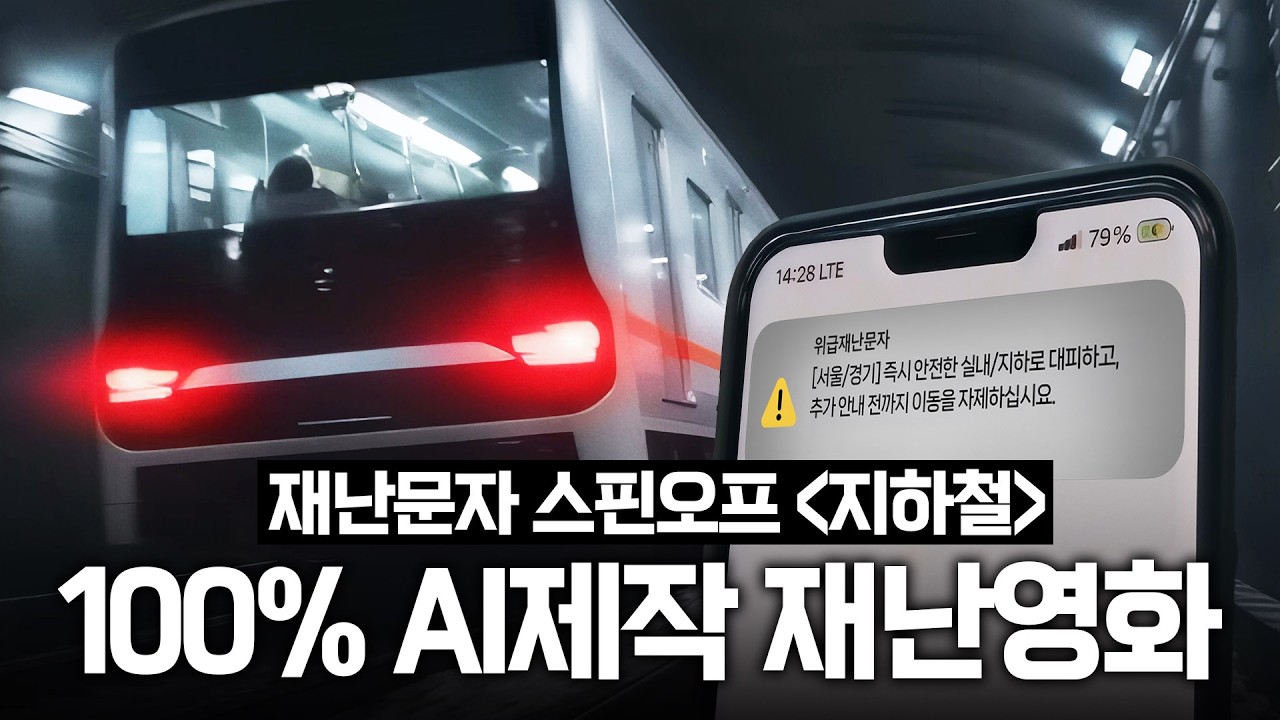 14:28 LTE
79%
위급재난문자
[서울/경기] 즉시 안전한 실내/지하로 대피하고,
추가 안내 전까지 이동을 자제하십시오.
재난문자 스핀오프 <지하철>
100% AI제작 재난영화